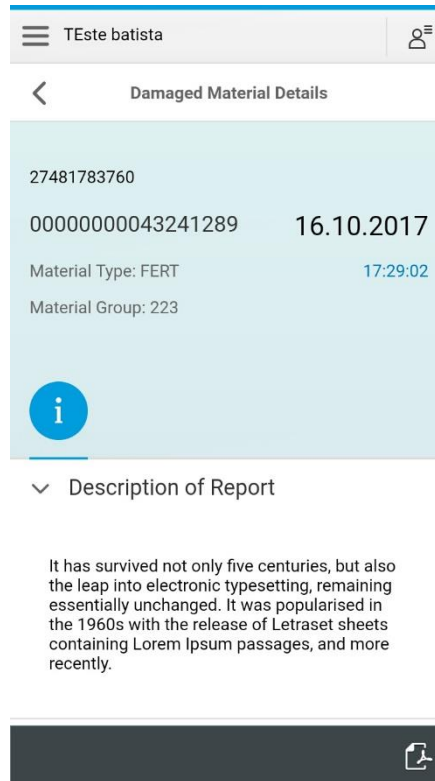 TEste batista
Damaged Material Details
27481783760
00000000043241289
16.10.2017
Material Type: FERT
17:29:02
Material Group: 223
i
Description of Report
It has survived not only five centuries, but also
the leap into electronic typesetting, remaining
essentially unchanged. It was popularised in
the 1960s with the release of Letraset sheets
containing Lorem Ipsum passages, and more
recently.